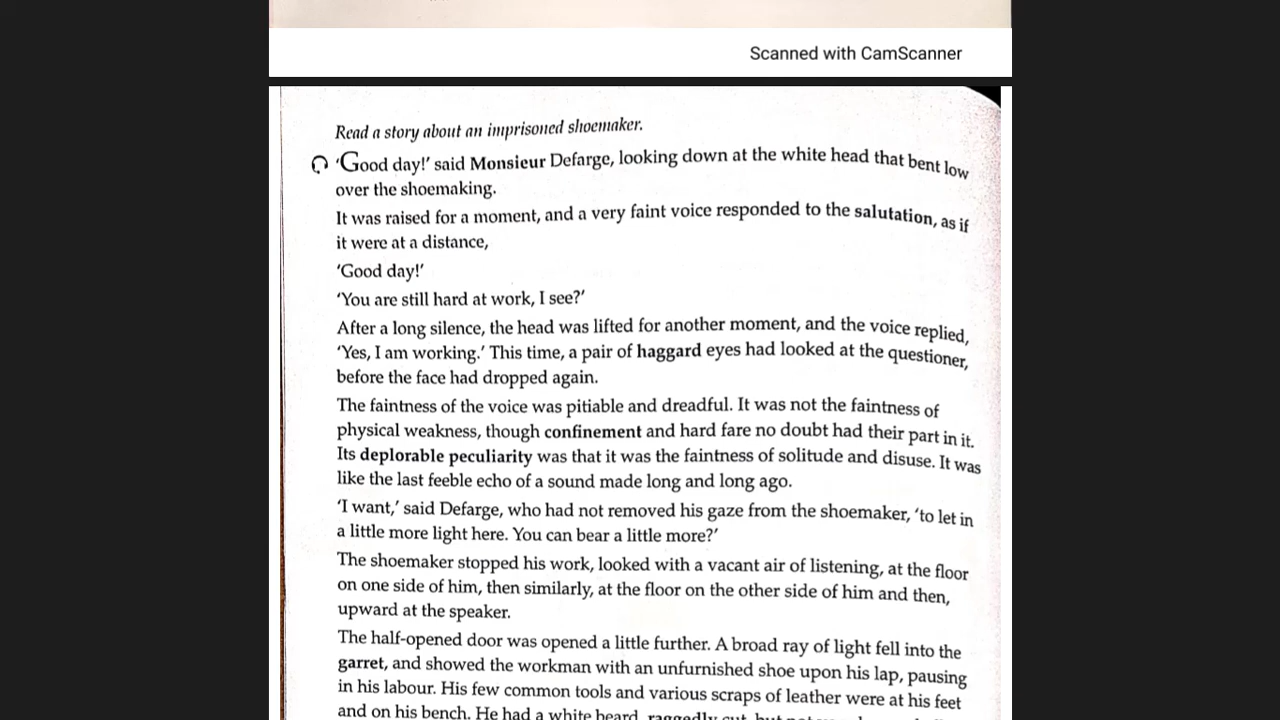 Scanned with CamScanner
Read a story about an imprisoned shoemaker.
'Good day!' said Monsieur Defarge, looking down at the white head that bent low
over the shoemaking.
It was raised for a moment, and a very faint voice responded to the salutation, as if
it were at a distance,
'Good day!'
'You are still hard at work, I see?'
After a long silence, the head was lifted for another moment, and the voice replied,
'Yes, I am working.' This time, a pair of haggard eyes had looked at the questioner,
before the face had dropped again.
The faintness of the voice was pitiable and dreadful. It was not the faintness of
physical weakness, though confinement and hard fare no doubt had their part in it.
Its deplorable peculiarity was that it was the faintness of solitude and disuse. It was
like the last feeble echo of a sound made long and long ago.
'I want,' said Defarge, who had not removed his gaze from the shoemaker, 'to let in
a little more light here. You can bear a little more?'
The shoemaker stopped his work, looked with a vacant air of listening, at the floor
on one side of him, then similarly, at the floor on the other side of him and then,
upward at the speaker.
The half-opened door was opened a little further. A broad ray of light fell into the
garret, and showed the workman with an unfurnished shoe upon his lap, pausing
in his labour. His few common tools and various scraps of leather were at his feet
and on his bench. He had a white beard, raggedly cut, but not